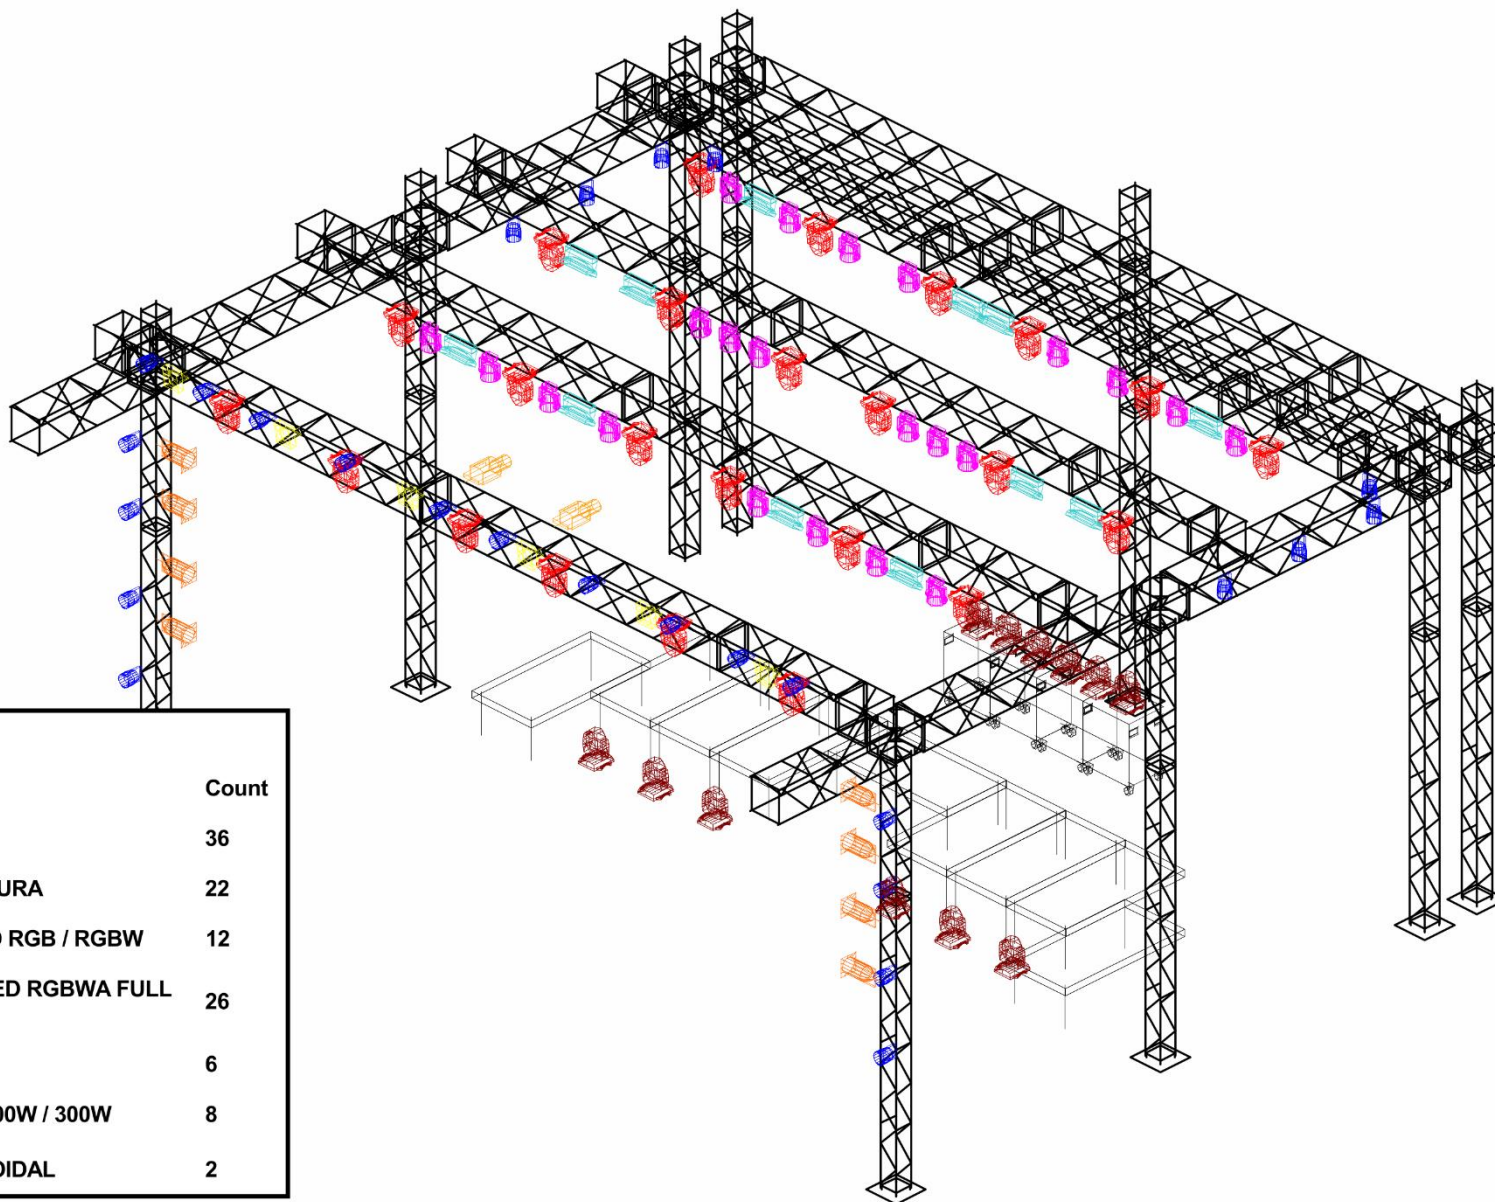 Count
36
URA 22
RGB / RGBW 12
ED RGBWA FULL 26
6
00W / 300W 8
OIDAL 2